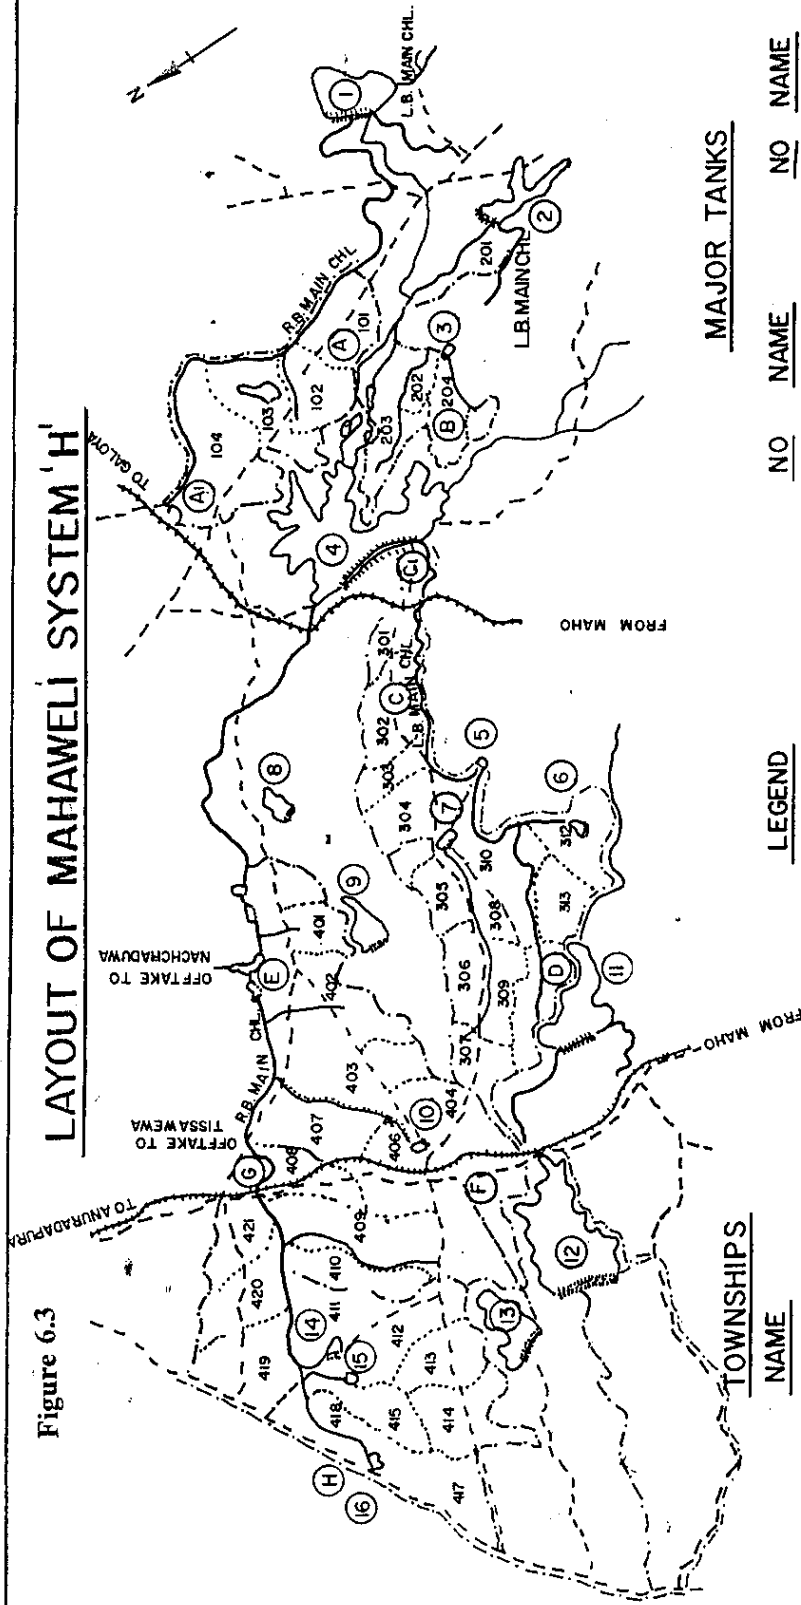 Figure 6.3
LAYOUT OF MAHAWELI SYSTEM 'H'
N
TO ANURADAPURA
OFFTAKE TO
TISSAWEWA
OFFTAKE TO
NACHCHADUWA
TO GALOYA
R.B. MAIN CHL.
R.B. MAIN CHL.
L.B. MAIN CHL.
L.B. MAIN CHL.
L.B. MAIN CHL
FROM MAHO
FROM MAHO
A
A1
B
C
C1
D
E
F
G
H
1
2
3
4
5
6
7
8
9
10
11
12
13
14
15
16
101
102
103
104
201
202
203
204
301
302
303
304
305
306
307
308
309
310
312
313
401
402
403
404
406
407
408
409
410
411
412
413
414
415
417
418
419
420
421
TOWNSHIPS
NAME
LEGEND
MAJOR TANKS
NO NAME
NO NAME